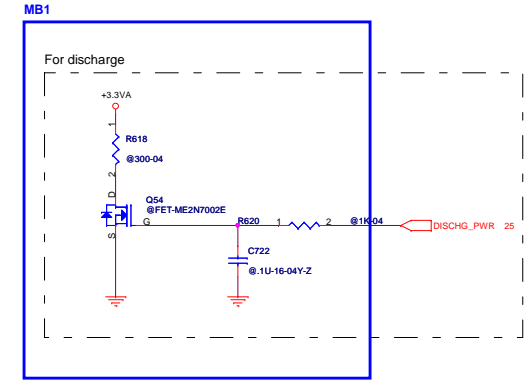 MB1
For discharge
+3.3VA
1
R618
@300-04
2
D
Q54
@FET-ME2N7002E
G
S
R620
1
2
@1K-04
DISCHG_PWR 25
C722
@.1U-16-04Y-Z